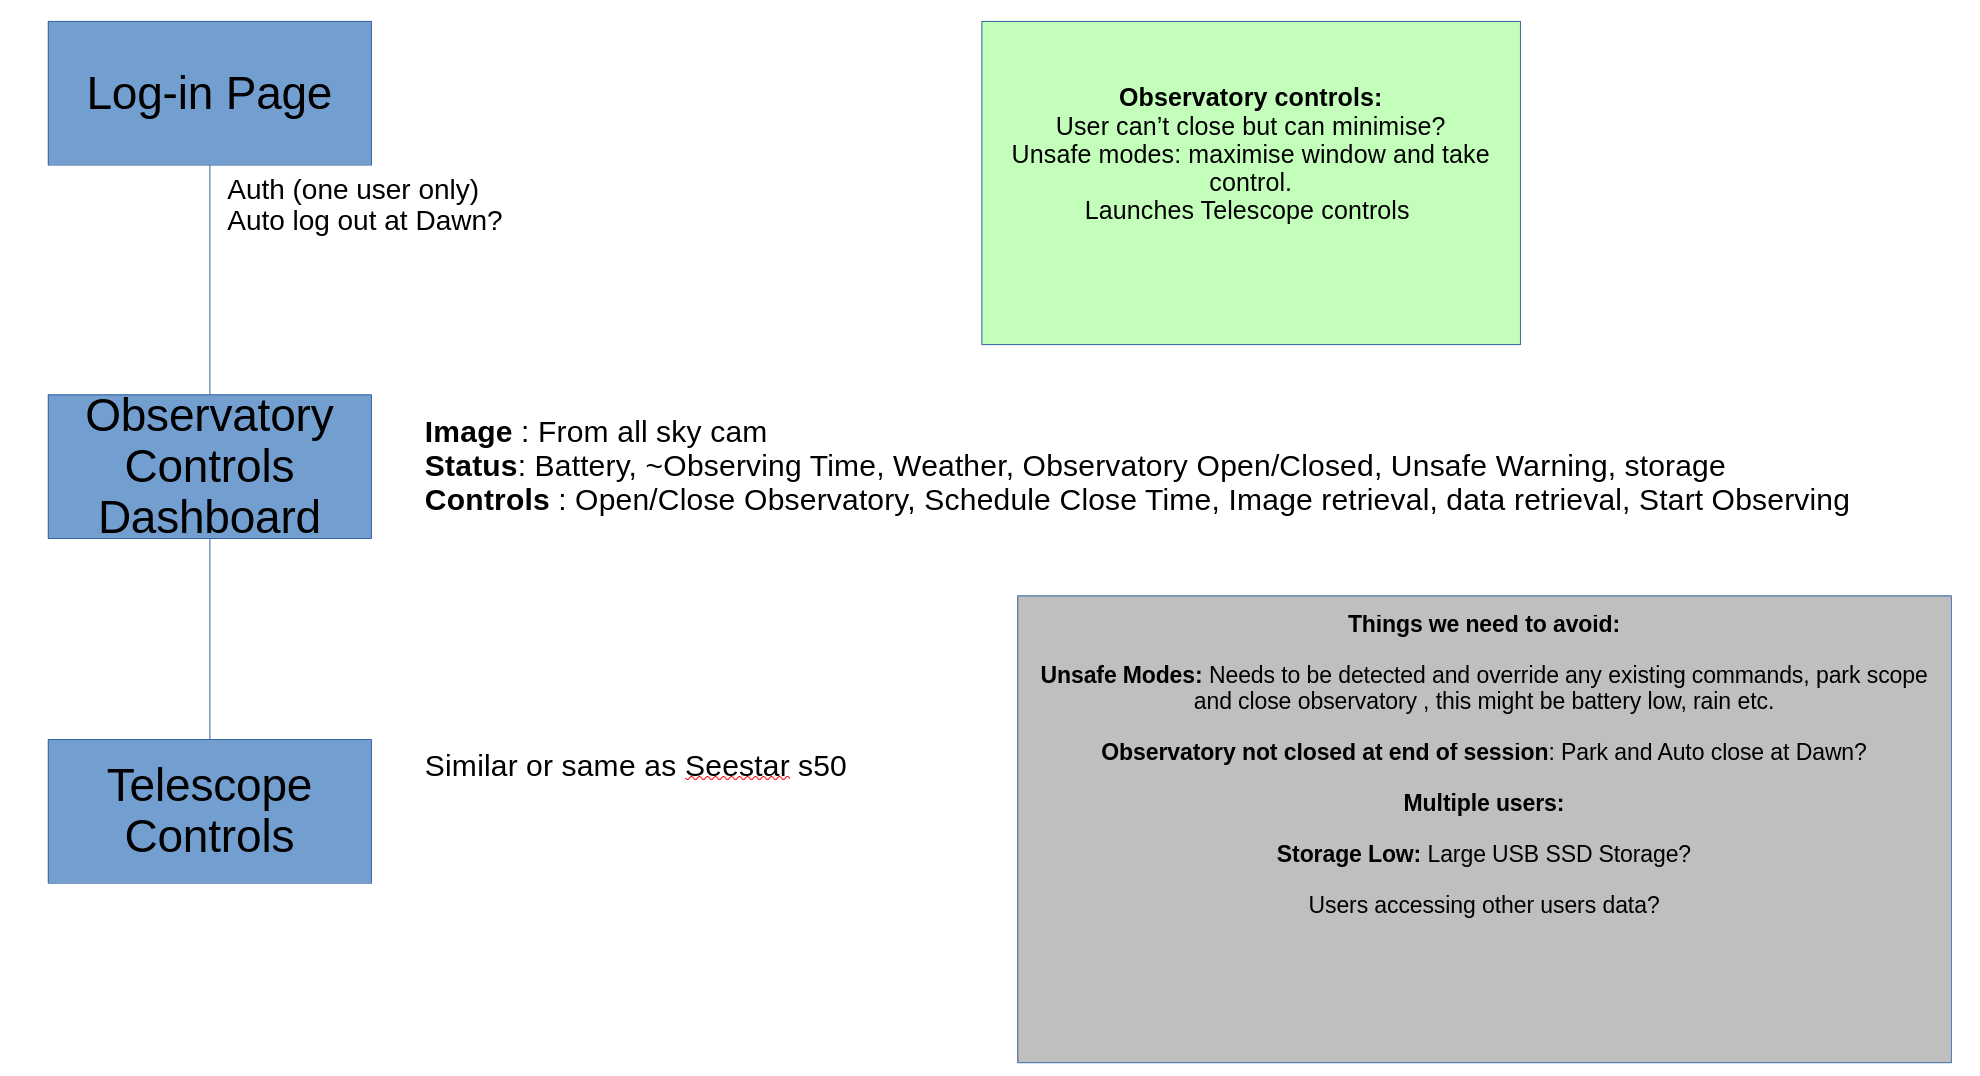 Log-in Page
Auth (one user only)
Auto log out at Dawn?
Observatory controls:
User can’t close but can minimise?
Unsafe modes: maximise window and take
control.
Launches Telescope controls
Observatory
Controls
Dashboard
Image : From all sky cam
Status: Battery, ~Observing Time, Weather, Observatory Open/Closed, Unsafe Warning, storage
Controls : Open/Close Observatory, Schedule Close Time, Image retrieval, data retrieval, Start Observing
Telescope
Controls
Similar or same as Seestar s50
Things we need to avoid:
Unsafe Modes: Needs to be detected and override any existing commands, park scope
and close observatory , this might be battery low, rain etc.
Observatory not closed at end of session: Park and Auto close at Dawn?
Multiple users:
Storage Low: Large USB SSD Storage?
Users accessing other users data?